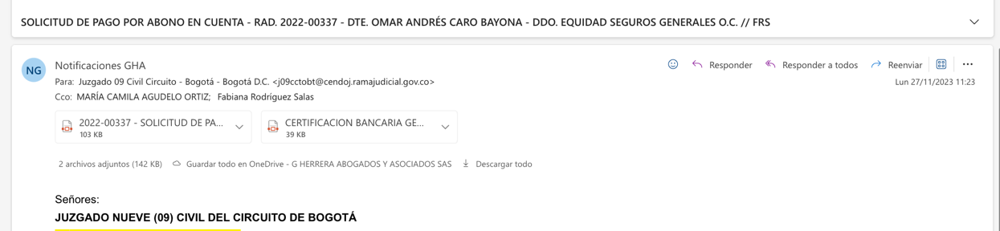 SOLICITUD DE PAGO POR ABONO EN CUENTA - RAD. 2022-00337 - DTE. OMAR ANDRÉS CARO BAYONA - DDO. EQUIDAD SEGUROS GENERALES O.C. // FRS
NG
Notificaciones GHA
Responder
Responder a todos
Reenviar
Para: Juzgado 09 Civil Circuito - Bogotá - Bogotá D.C. <j09cctobt@cendoj.ramajudicial.gov.co>
Lun 27/11/2023 11:23
Cco: MARÍA CAMILA AGUDELO ORTIZ; Fabiana Rodríguez Salas
2022-00337 - SOLICITUD DE PA...
103 KB
CERTIFICACION BANCARIA GE...
39 KB
2 archivos adjuntos (142 KB) Guardar todo en OneDrive - G HERRERA ABOGADOS Y ASOCIADOS SAS Descargar todo
Señores:
JUZGADO NUEVE (09) CIVIL DEL CIRCUITO DE BOGOTÁ